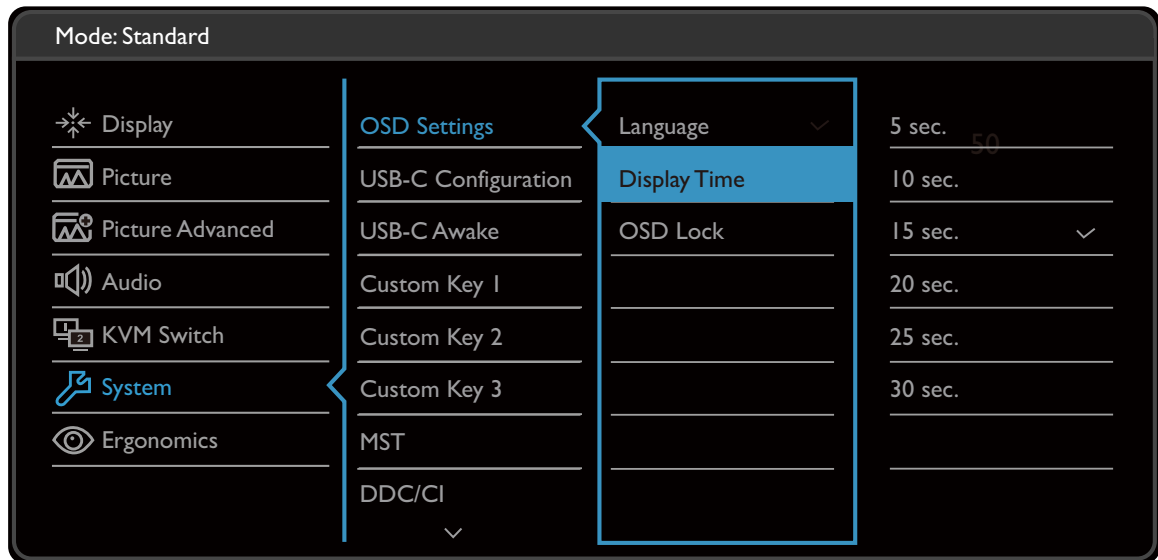 Mode: Standard
Display
Picture
Picture Advanced
Audio
2
KVM Switch
System
Ergonomics
OSD Settings
USB-C Configuration
USB-C Awake
Custom Key 1
Custom Key 2
Custom Key 3
MST
DDC/CI
Language
Display Time
OSD Lock
5 sec.
50
10 sec.
15 sec.
20 sec.
25 sec.
30 sec.